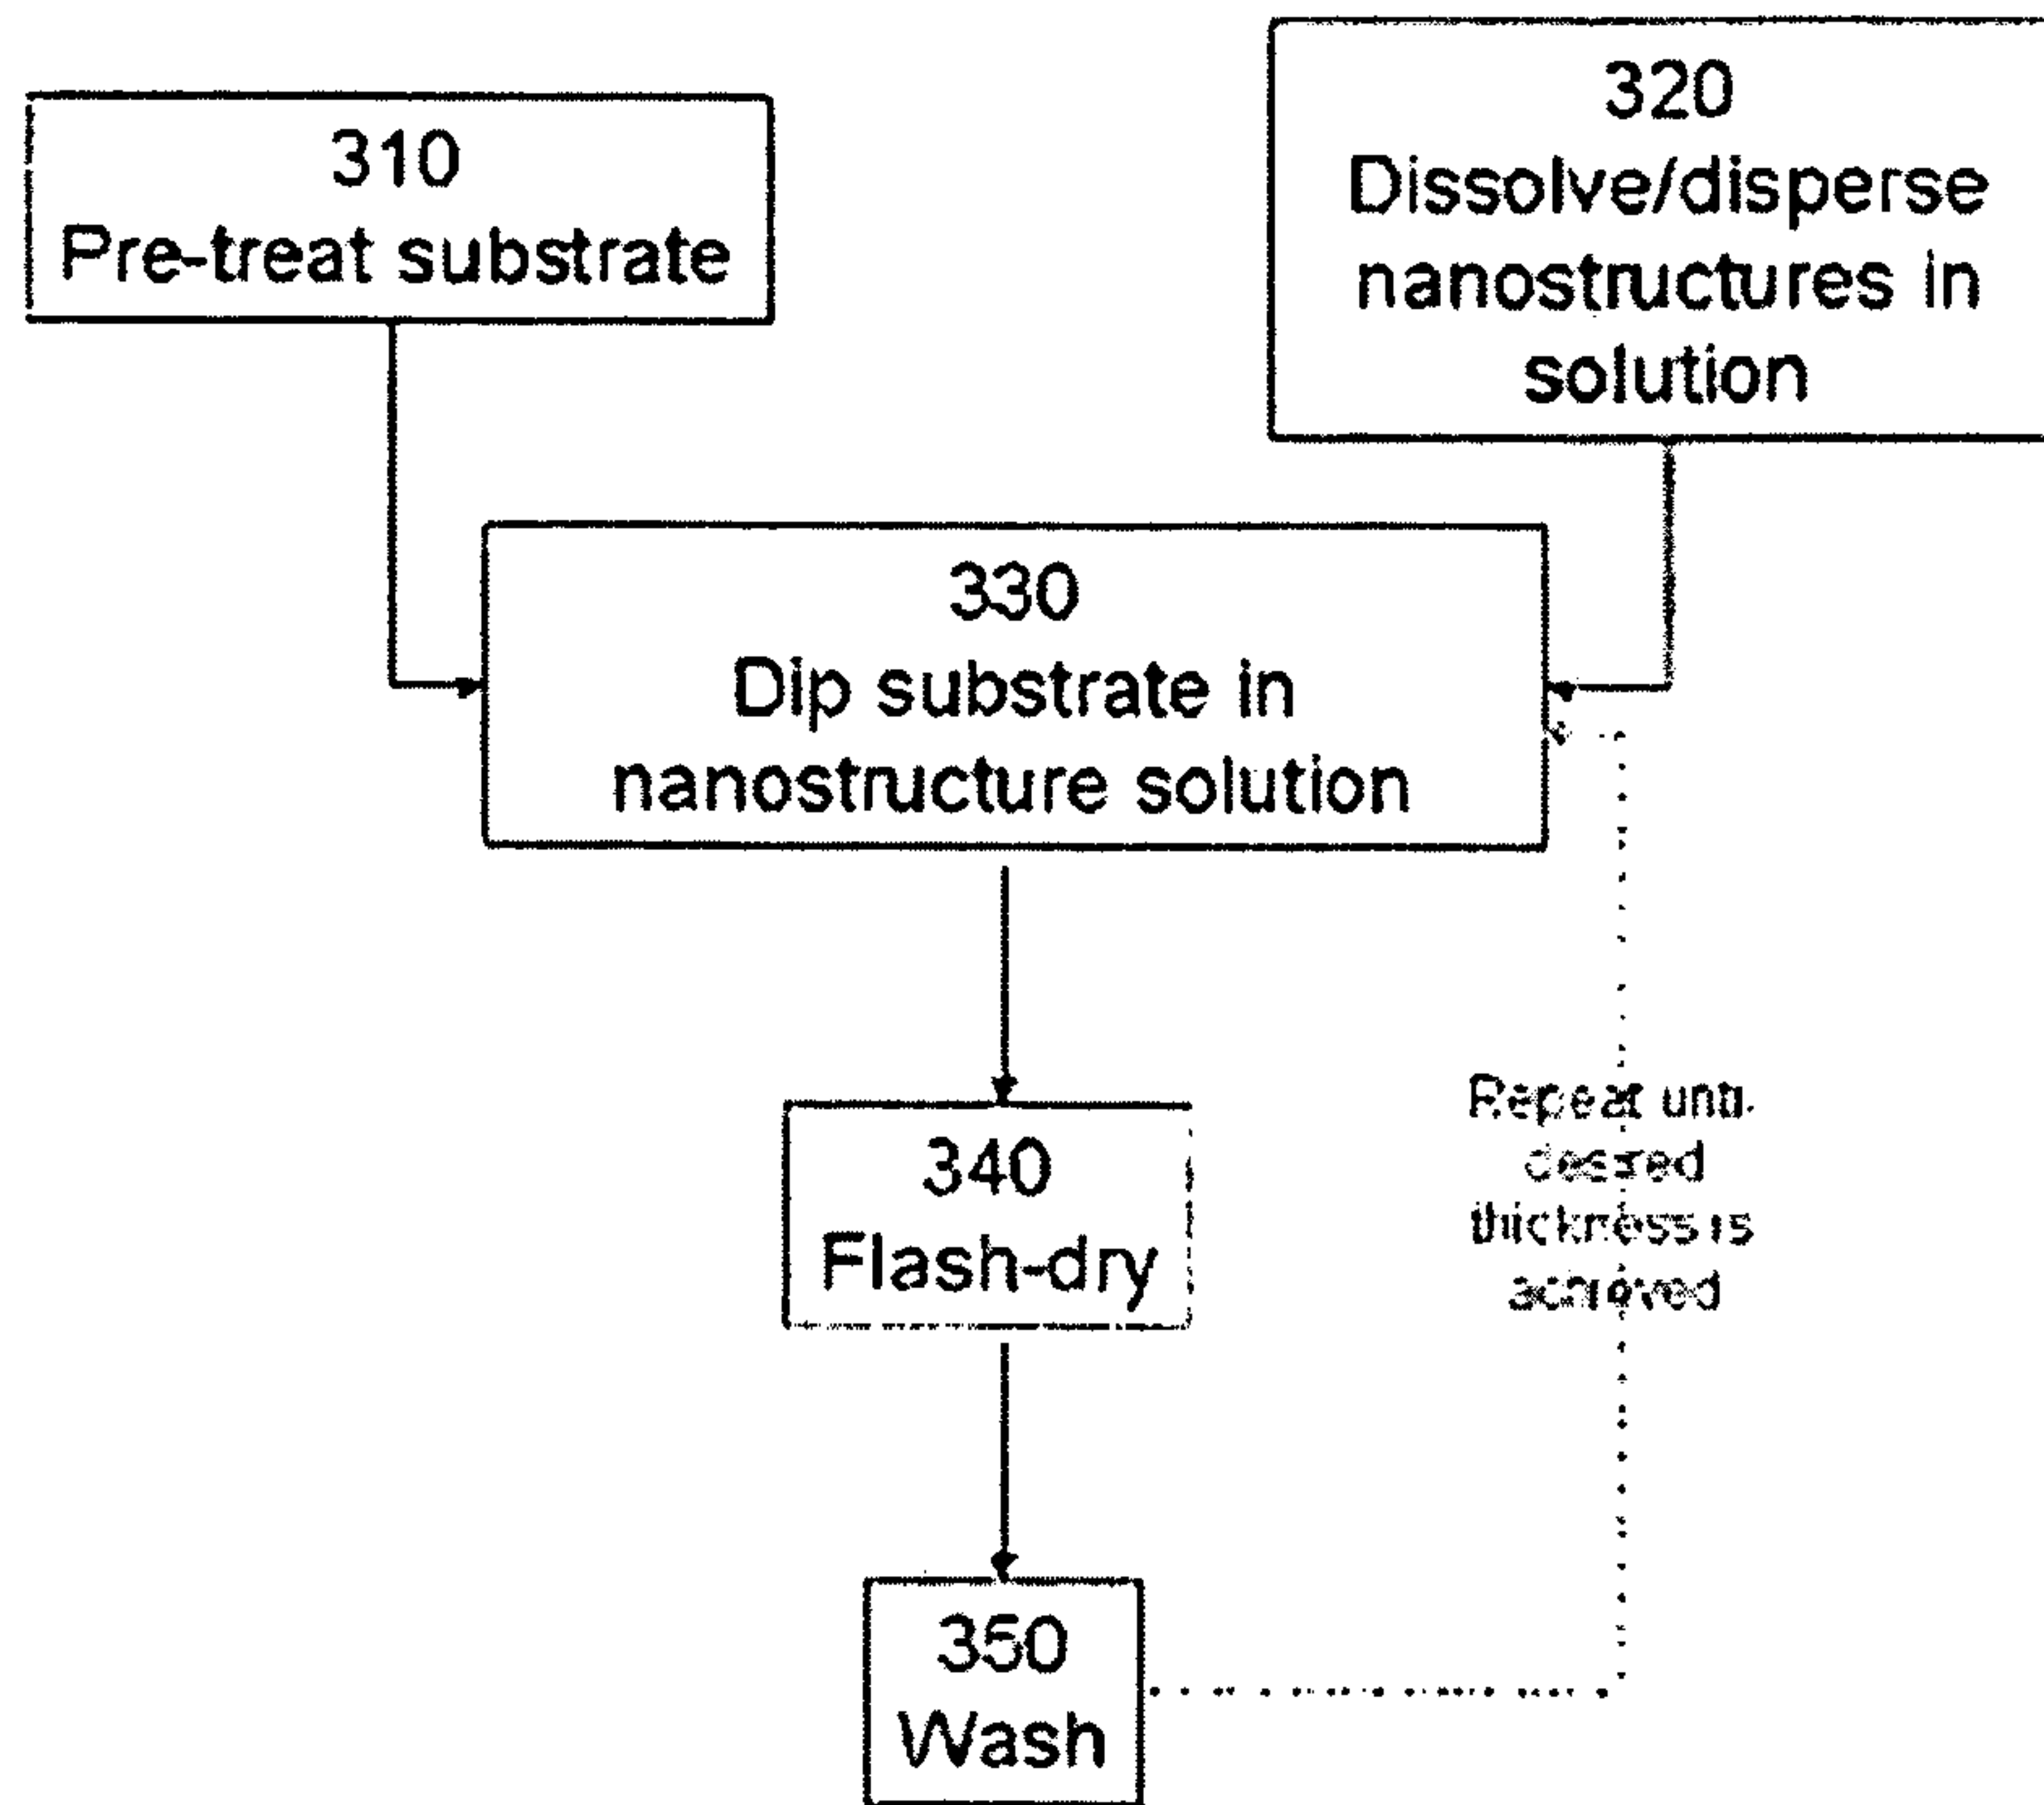 310
Pre-treat substrate
320
Dissolve/disperse
nanostructures in
solution
330
Dip substrate in
nanostructure solution
340
Flash-dry
Repeat until
desired
thickness is
achieved
350
Wash